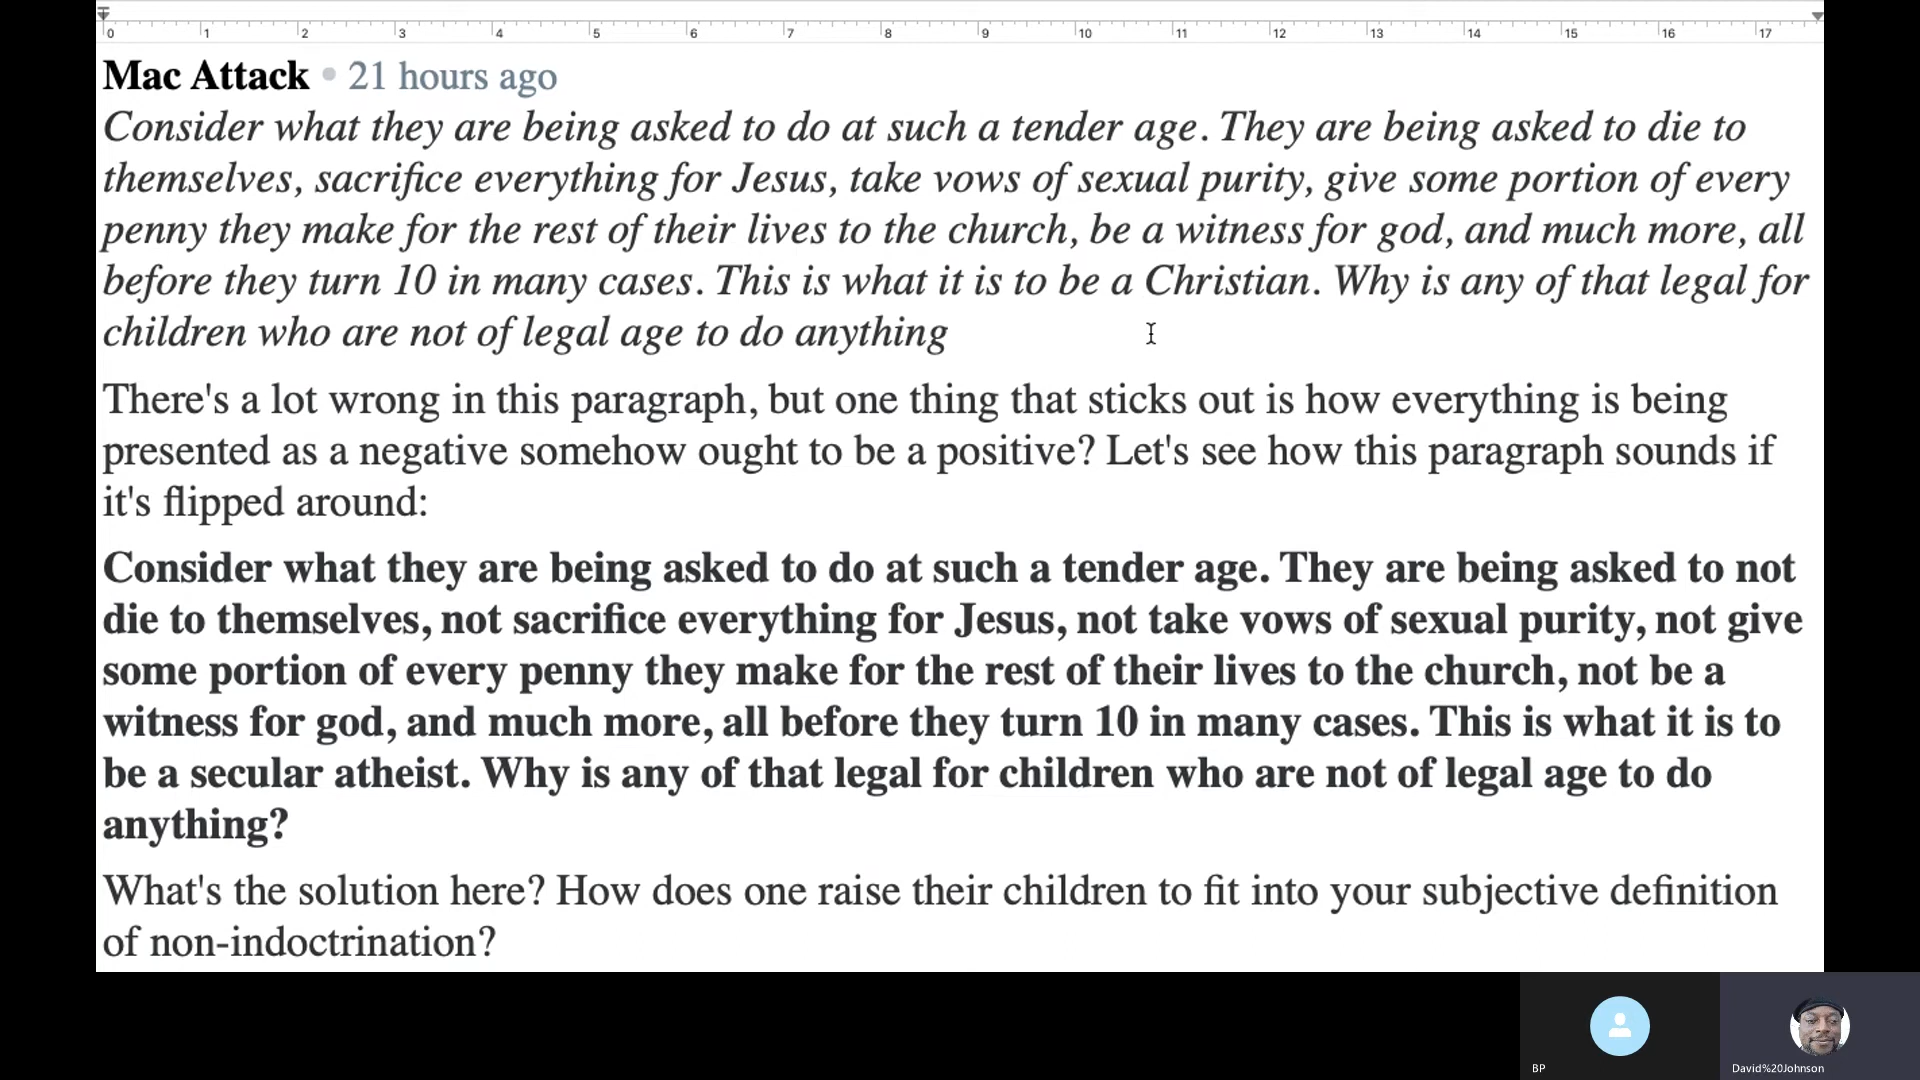 0 1 2 3 4 5 6 7 8 9 10 11 12 13 14 15 16 17
Mac Attack • 21 hours ago
Consider what they are being asked to do at such a tender age. They are being asked to die to
themselves, sacrifice everything for Jesus, take vows of sexual purity, give some portion of every
penny they make for the rest of their lives to the church, be a witness for god, and much more, all
before they turn 10 in many cases. This is what it is to be a Christian. Why is any of that legal for
children who are not of legal age to do anything
There's a lot wrong in this paragraph, but one thing that sticks out is how everything is being
presented as a negative somehow ought to be a positive? Let's see how this paragraph sounds if
it's flipped around:
Consider what they are being asked to do at such a tender age. They are being asked to not
die to themselves, not sacrifice everything for Jesus, not take vows of sexual purity, not give
some portion of every penny they make for the rest of their lives to the church, not be a
witness for god, and much more, all before they turn 10 in many cases. This is what it is to
be a secular atheist. Why is any of that legal for children who are not of legal age to do
anything?
What's the solution here? How does one raise their children to fit into your subjective definition
of non-indoctrination?
BP
David%20Johnson